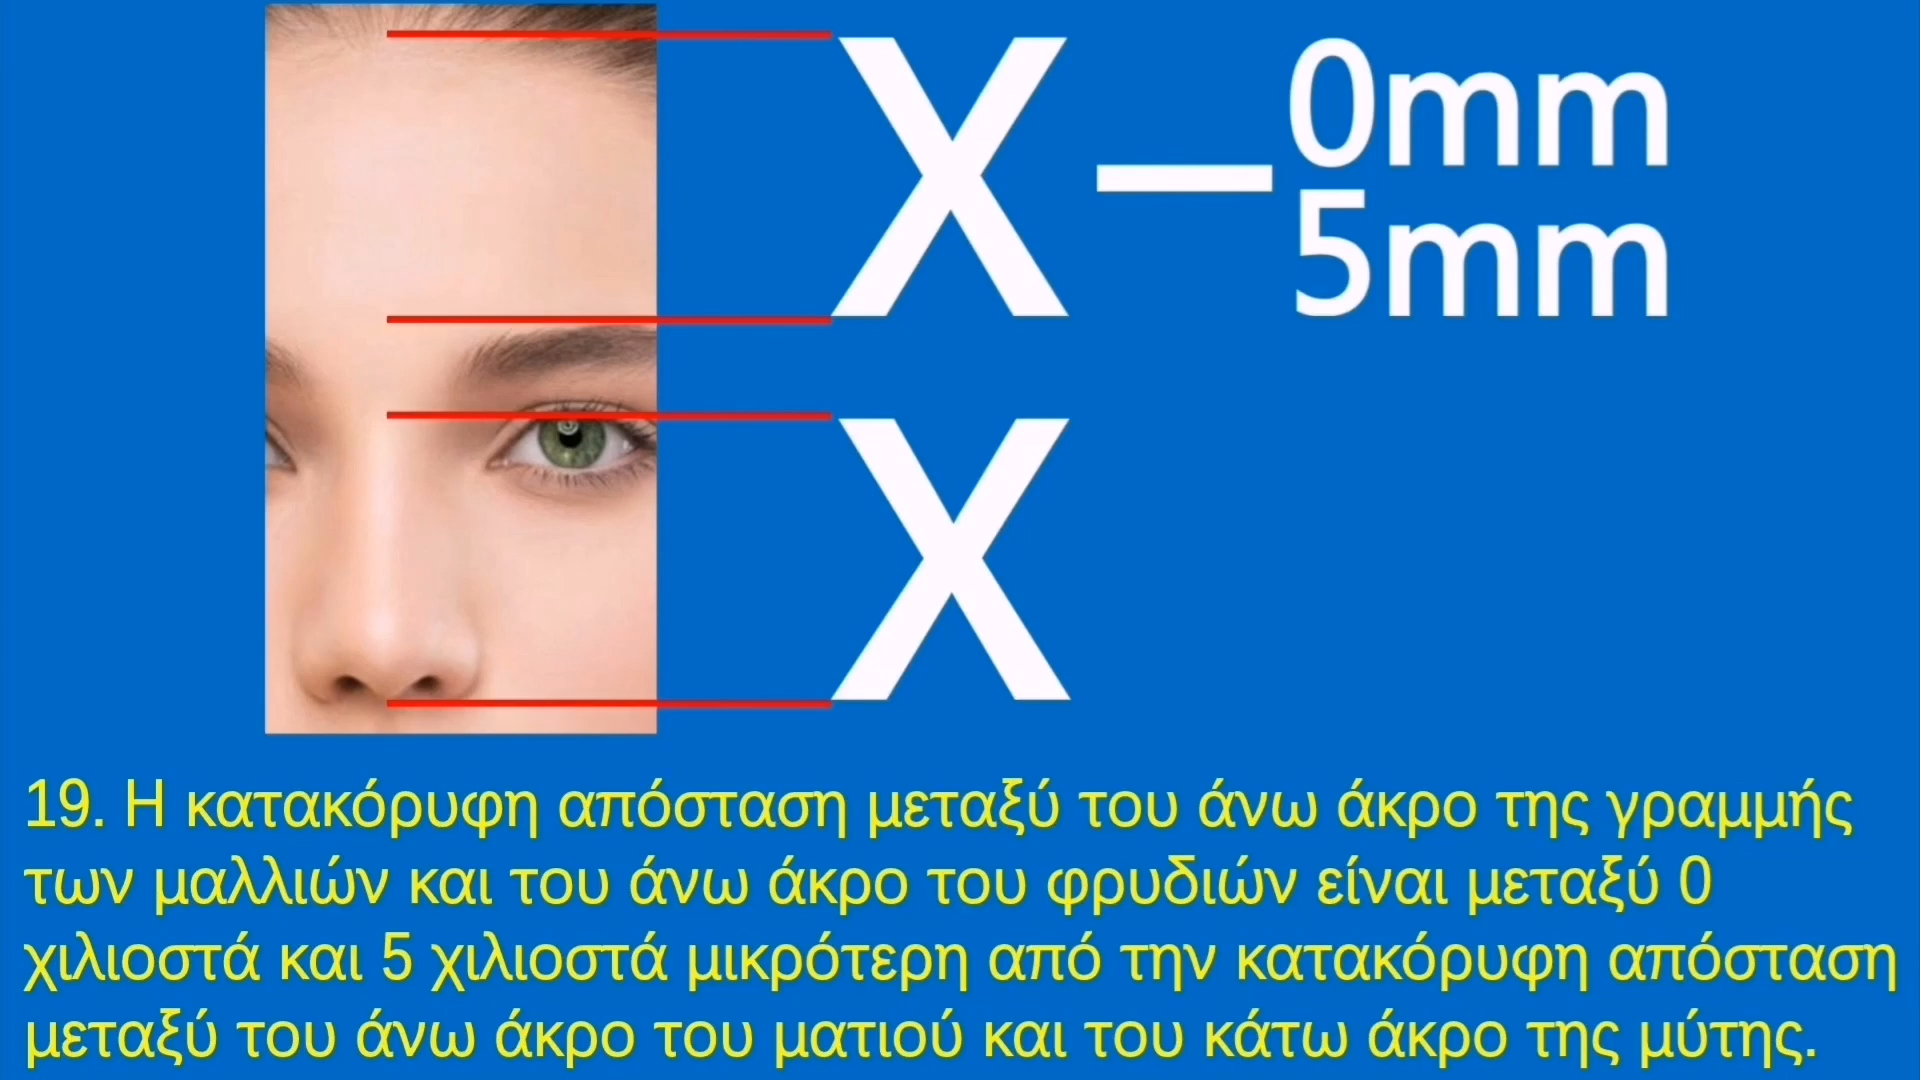 X – 0mm
5mm
X
19. Η κατακόρυφη απόσταση μεταξύ του άνω άκρο της γραμμής
των μαλλιών και του άνω άκρο του φρυδιών είναι μεταξύ 0
χιλιοστά και 5 χιλιοστά μικρότερη από την κατακόρυφη απόσταση
μεταξύ του άνω άκρο του ματιού και του κάτω άκρο της μύτης.